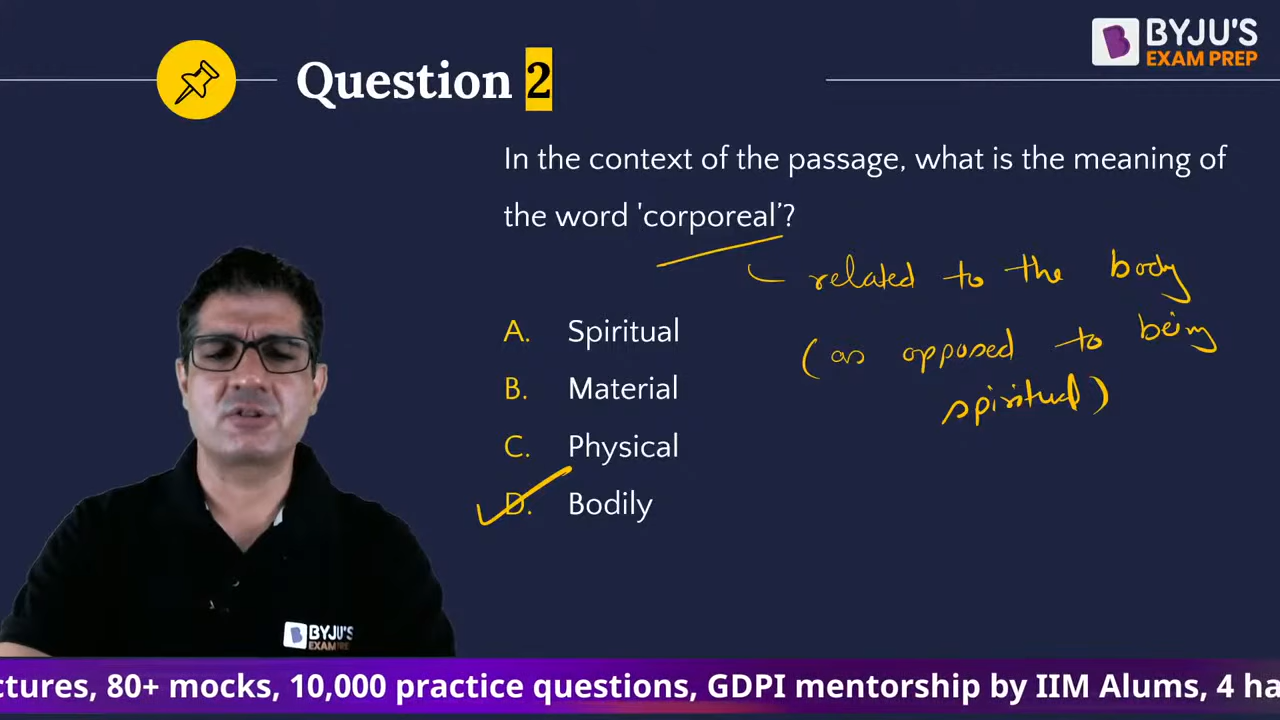 BYJU'S
EXAM PREP
Question 2
In the context of the passage, what is the meaning of
the word 'corporeal'?
related to the body
(as opposed to being
spiritual)
A. Spiritual
B. Material
C. Physical
D. Bodily
BYJU'S
EXAM PREP
ctures, 80+ mocks, 10,000 practice questions, GDPI mentorship by IIM Alums, 4 ha